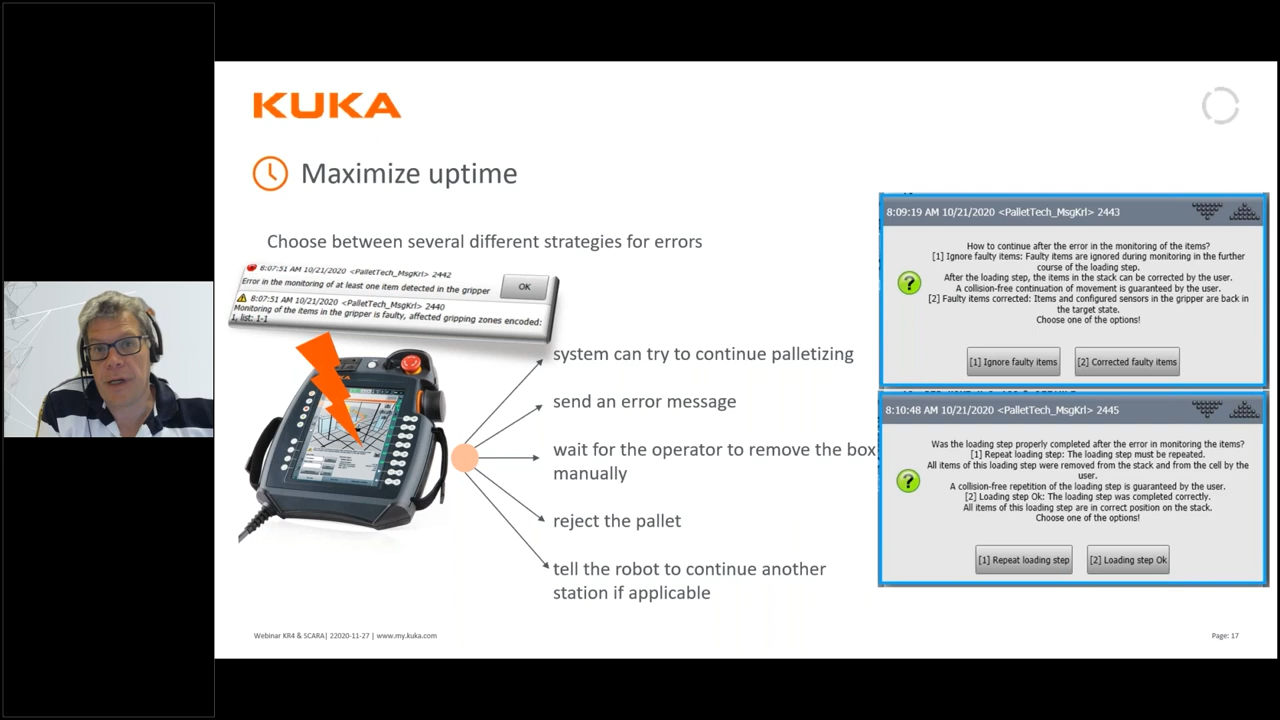 KUKA
Maximize uptime
Choose between several different strategies for errors
8:07:51 AM 10/21/2020 <PalletTech_MsgKrl> 2442
Error in the monitoring of at least one item detected in the gripper
OK
8:07:51 AM 10/21/2020 <PalletTech_MsgKrl> 2440
Monitoring of the items in the gripper is faulty, affected gripping zones encoded:
1, list: 1-1
KUKA
system can try to continue palletizing
send an error message
wait for the operator to remove the box
manually
reject the pallet
tell the robot to continue another
station if applicable
8:09:19 AM 10/21/2020 <PalletTech_MsgKrl> 2443
How to continue after the error in the monitoring of the items?
[1] Ignore faulty items: Faulty items are ignored during monitoring in the further
course of the loading step.
After the loading step, the items in the stack can be corrected by the user.
A collision-free continuation of movement is guaranteed by the user.
[2] Faulty items corrected: Items and configured sensors in the gripper are back in
the target state.
Choose one of the options!
[1] Ignore faulty items
[2] Corrected faulty items
8:10:48 AM 10/21/2020 <PalletTech_MsgKrl> 2445
Was the loading step properly completed after the error in monitoring the items?
[1] Repeat loading step: The loading step must be repeated.
All items of this loading step were removed from the stack and from the cell by the
user.
A collision-free repetition of the loading step is guaranteed by the user.
[2] Loading step Ok: The loading step was completed correctly.
All items of this loading step are in correct position on the stack.
Choose one of the options!
[1] Repeat loading step
[2] Loading step Ok
Webinar KR4 & SCARA| 22020-11-27 | www.my.kuka.com
Page: 17